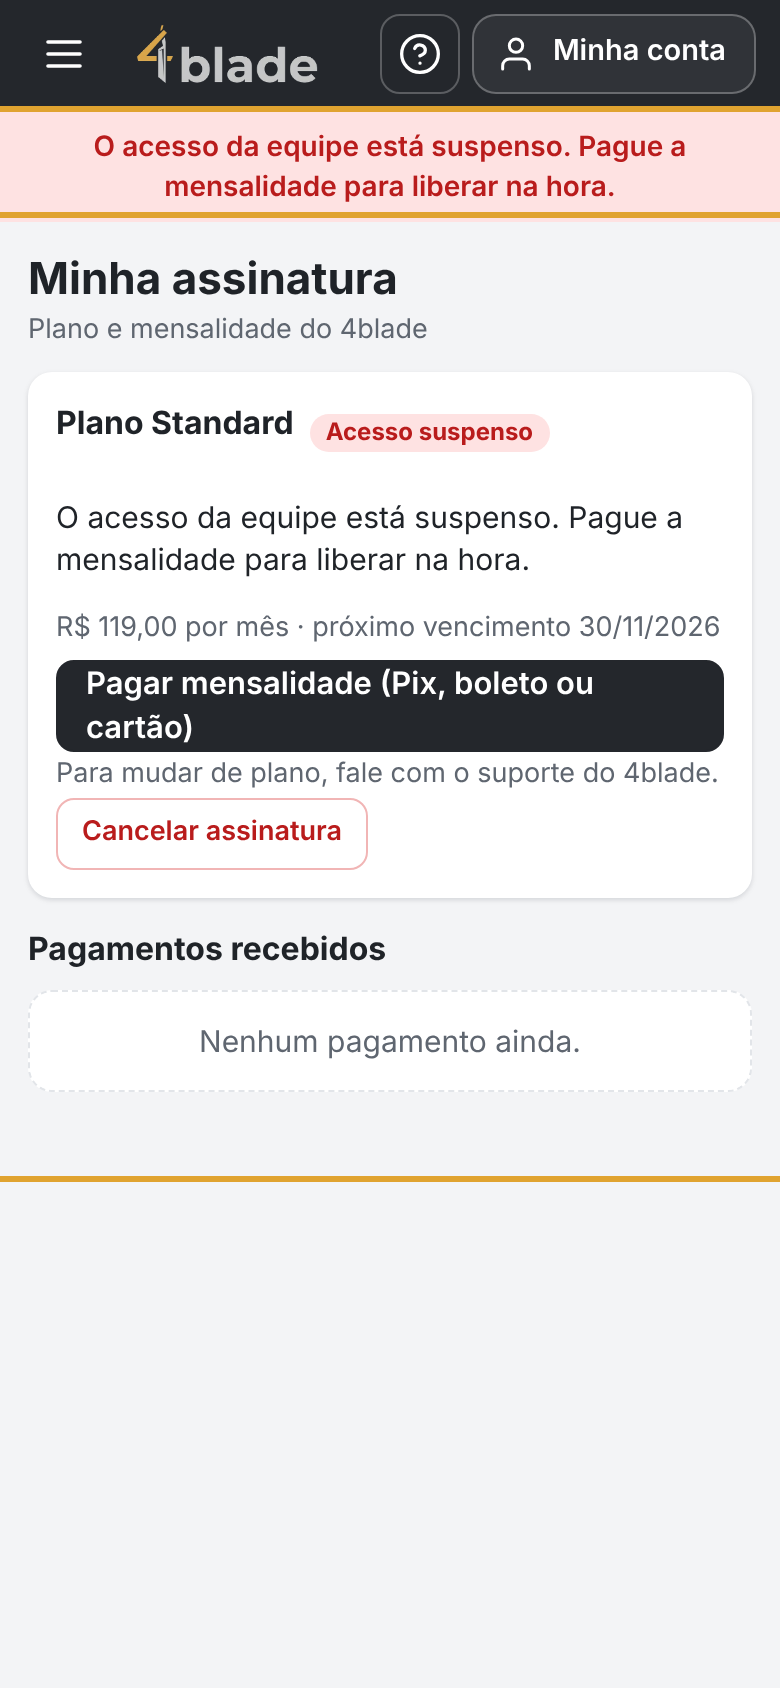 4blade
Minha conta
O acesso da equipe está suspenso. Pague a
mensalidade para liberar na hora.
Minha assinatura
Plano e mensalidade do 4blade
Plano Standard
Acesso suspenso
O acesso da equipe está suspenso. Pague a
mensalidade para liberar na hora.
R$ 119,00 por mês · próximo vencimento 30/11/2026
Pagar mensalidade (Pix, boleto ou
cartão)
Para mudar de plano, fale com o suporte do 4blade.
Cancelar assinatura
Pagamentos recebidos
Nenhum pagamento ainda.